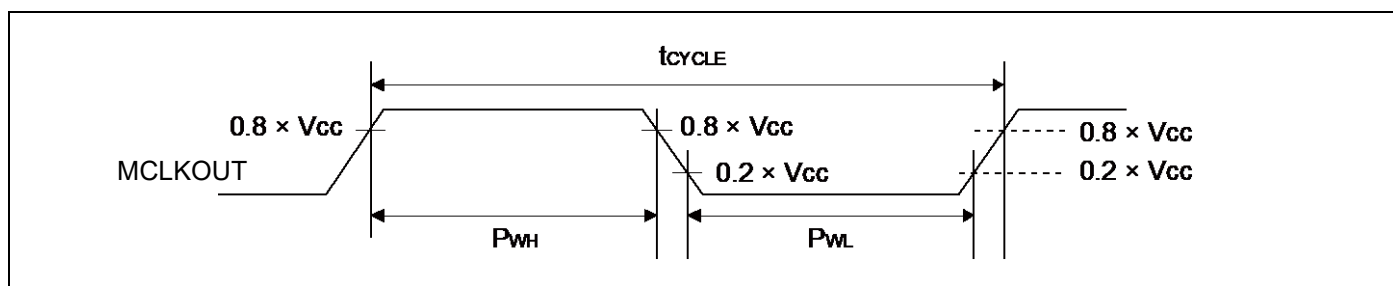 tCYCLE
0.8 × Vcc
0.8 × Vcc
0.8 × Vcc
MCLKOUT
0.2 × Vcc
0.2 × Vcc
PWH
PWL